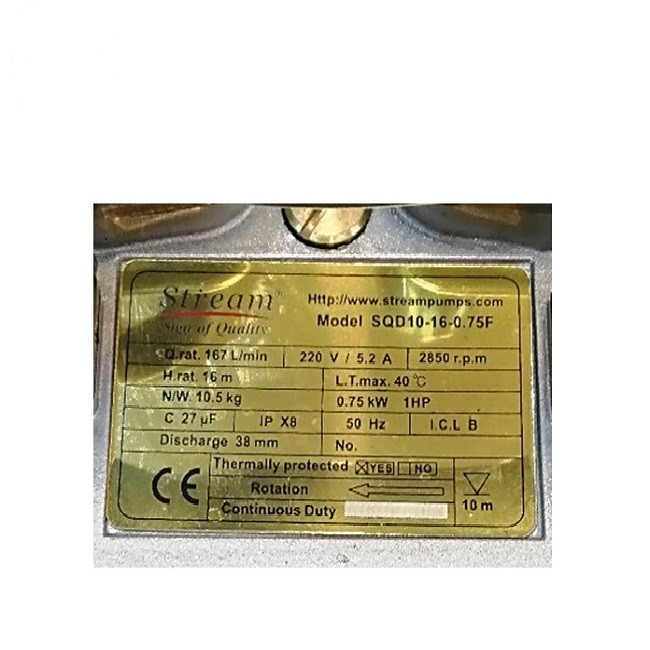 Stream®
Sign of Quality
Http://www.streampumps.com
Model SQD10-16-0.75F
Q.rat. 167 L/min 220 V / 5.2 A 2850 r.p.m
H.rat. 16 m L.T.max. 40 ℃
N/W. 10.5 kg 0.75 kW 1HP
C 27 µF IP X8 50 Hz I.C.L B
Discharge 38 mm No.
CE
Thermally protected ☒YES ☐NO
Rotation
Continuous Duty
10 m